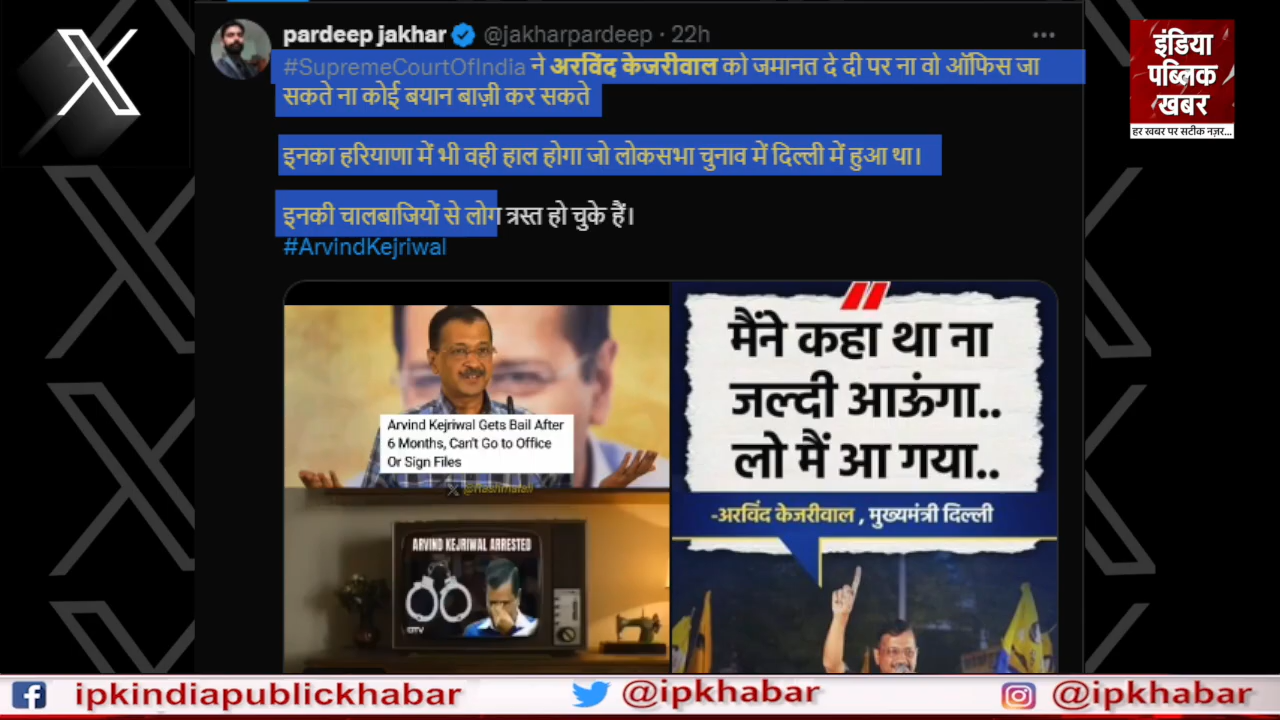 pardeep jakhar @jakharpardeep · 22h
#SupremeCourtOfIndia ने अरविंद केजरीवाल को जमानत दे दी पर ना वो ऑफिस जा
सकते ना कोई बयान बाज़ी कर सकते
इनका हरियाणा में भी वही हाल होगा जो लोकसभा चुनाव में दिल्ली में हुआ था।
इनकी चालबाजियों से लोग त्रस्त हो चुके हैं।
#ArvindKejriwal
इंडिया
पब्लिक
खबर
हर खबर पर सटीक नज़र...
Arvind Kejriwal Gets Bail After
6 Months, Can't Go to Office
Or Sign Files
ARVIND KEJRIWAL ARRESTED
मैंने कहा था ना
जल्दी आऊंगा..
लो मैं आ गया..
-अरविंद केजरीवाल , मुख्यमंत्री दिल्ली
ipkindiapublickhabar
@ipkhabar
@ipkhabar